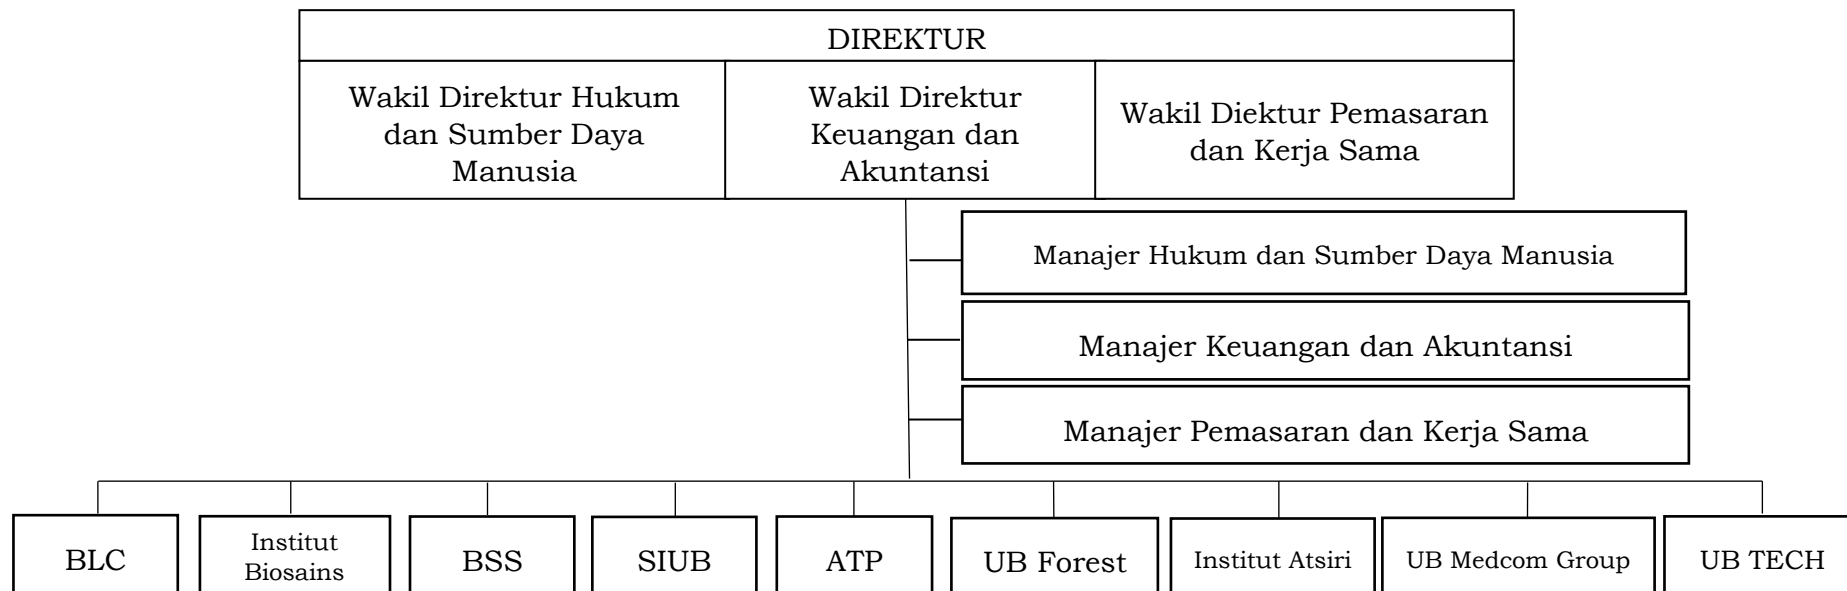 DIREKTUR
Wakil Direktur Hukum
dan Sumber Daya
Manusia
Wakil Direktur
Keuangan dan
Akuntansi
Wakil Diektur Pemasaran
dan Kerja Sama
Manajer Hukum dan Sumber Daya Manusia
Manajer Keuangan dan Akuntansi
Manajer Pemasaran dan Kerja Sama
BLC
Institut
Biosains
BSS
SIUB
ATP
UB Forest
Institut Atsiri
UB Medcom Group
UB TECH